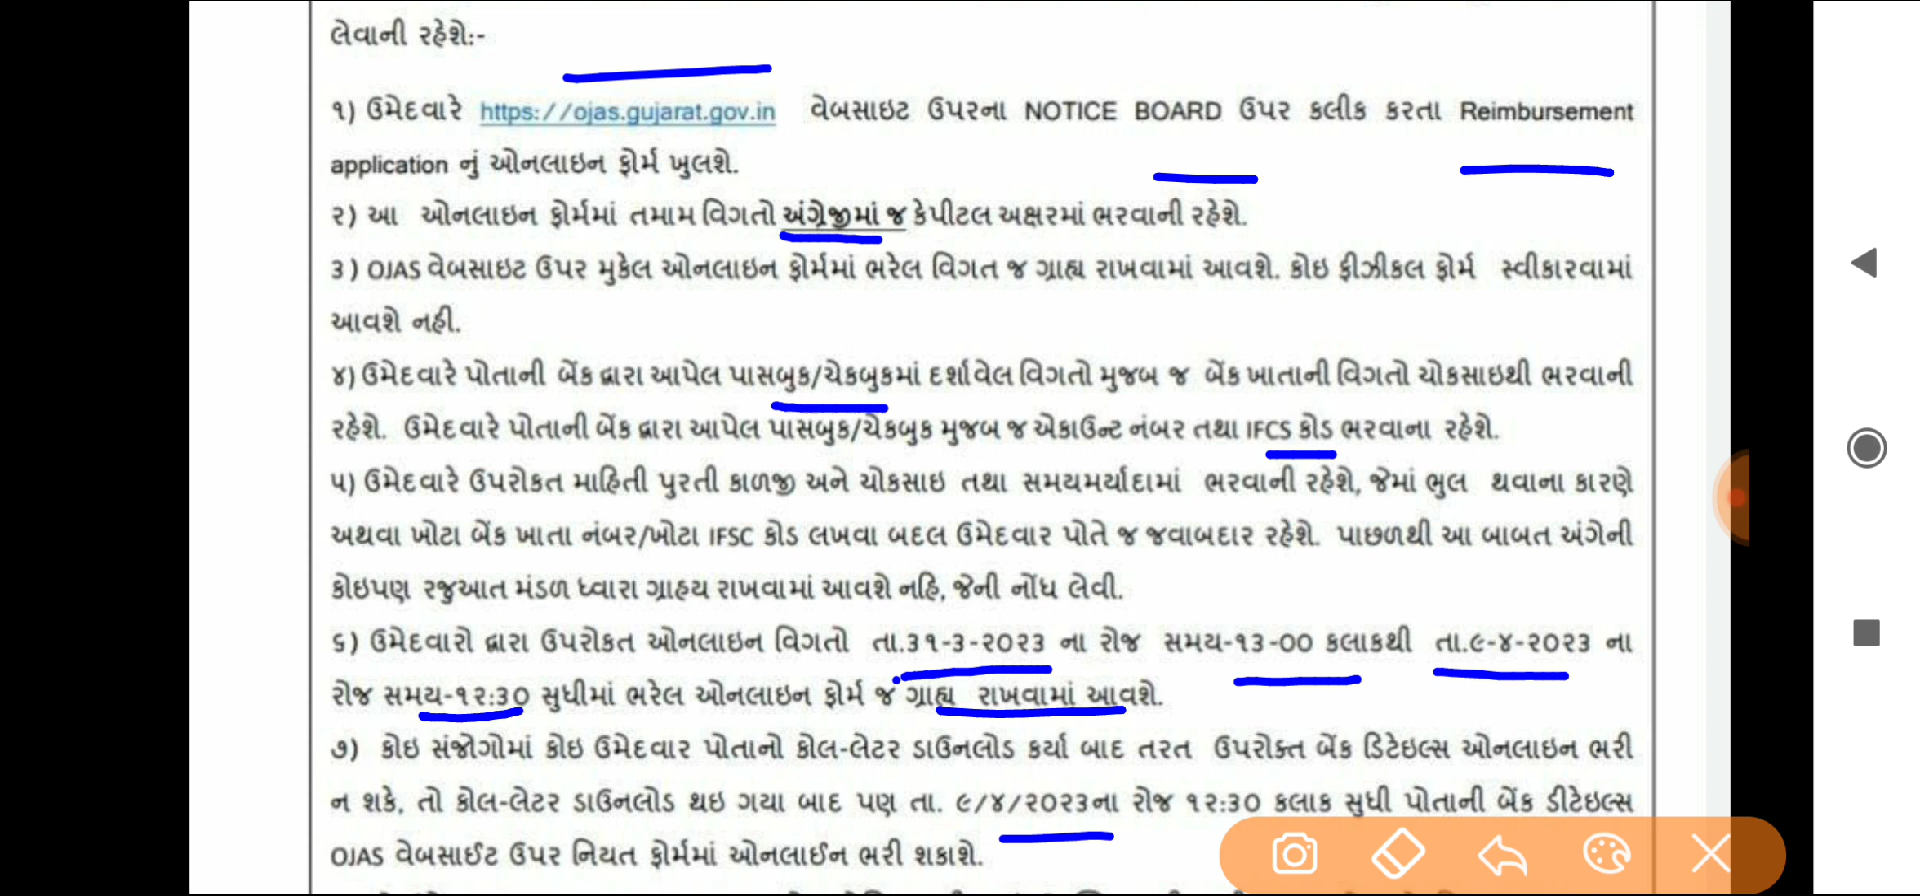 લેવાની રહેશેઃ-
૧) ઉમેદવારે https://ojas.gujarat.gov.in વેબસાઇટ ઉપરના NOTICE BOARD ઉપર કલીક કરતા Reimbursement
application નું ઓનલાઇન ફોર્મ ખુલશે.
૨) આ ઓનલાઇન ફોર્મમાં તમામ વિગતો અંગ્રેજીમાં જ કેપીટલ અક્ષરમાં ભરવાની રહેશે.
૩) OJAS વેબસાઇટ ઉપર મુકેલ ઓનલાઇન ફોર્મમાં ભરેલ વિગત જ ગ્રાહ્ય રાખવામાં આવશે. કોઇ ફીઝીકલ ફોર્મ સ્વીકારવામાં
આવશે નહી.
૪) ઉમેદવારે પોતાની બેંક દ્વારા આપેલ પાસબુક/ચેકબુકમાં દર્શાવેલ વિગતો મુજબ જ બેંક ખાતાની વિગતો ચોકસાઇથી ભરવાની
રહેશે. ઉમેદવારે પોતાની બેંક દ્વારા આપેલ પાસબુક/ચેકબુક મુજબ જ એકાઉન્ટ નંબર તથા IFCS કોડ ભરવાના રહેશે.
૫) ઉમેદવારે ઉપરોકત માહિતી પુરતી કાળજી અને ચોકસાઇ તથા સમયમર્યાદામાં ભરવાની રહેશે, જેમાં ભુલ થવાના કારણે
અથવા ખોટા બેંક ખાતા નંબર/ખોટા IFSC કોડ લખવા બદલ ઉમેદવાર પોતે જ જવાબદાર રહેશે. પાછળથી આ બાબત અંગેની
કોઇપણ રજુઆત મંડળ ધ્વારા ગ્રાહય રાખવામાં આવશે નહિ, જેની નોંધ લેવી.
૬) ઉમેદવારો દ્વારા ઉપરોકત ઓનલાઇન વિગતો તા.૩૧-૩-૨૦૨૩ ના રોજ સમય-૧૩-૦૦ કલાકથી તા.૯-૪-૨૦૨૩ ના
રોજ સમય-૧૨:૩૦ સુધીમાં ભરેલ ઓનલાઇન ફોર્મ જ ગ્રાહ્ય રાખવામાં આવશે.
૭) કોઇ સંજોગોમાં કોઇ ઉમેદવાર પોતાનો કોલ-લેટર ડાઉનલોડ કર્યા બાદ તરત ઉપરોક્ત બેંક ડિટેઇલ્સ ઓનલાઇન ભરી
ન શકે, તો કોલ-લેટર ડાઉનલોડ થઇ ગયા બાદ પણ તા. ૯/૪/૨૦૨૩ના રોજ ૧૨:૩૦ કલાક સુધી પોતાની બેંક ડીટેઇલ્સ
OJAS વેબસાઈટ ઉપર નિયત ફોર્મમાં ઓનલાઈન ભરી શકાશે.